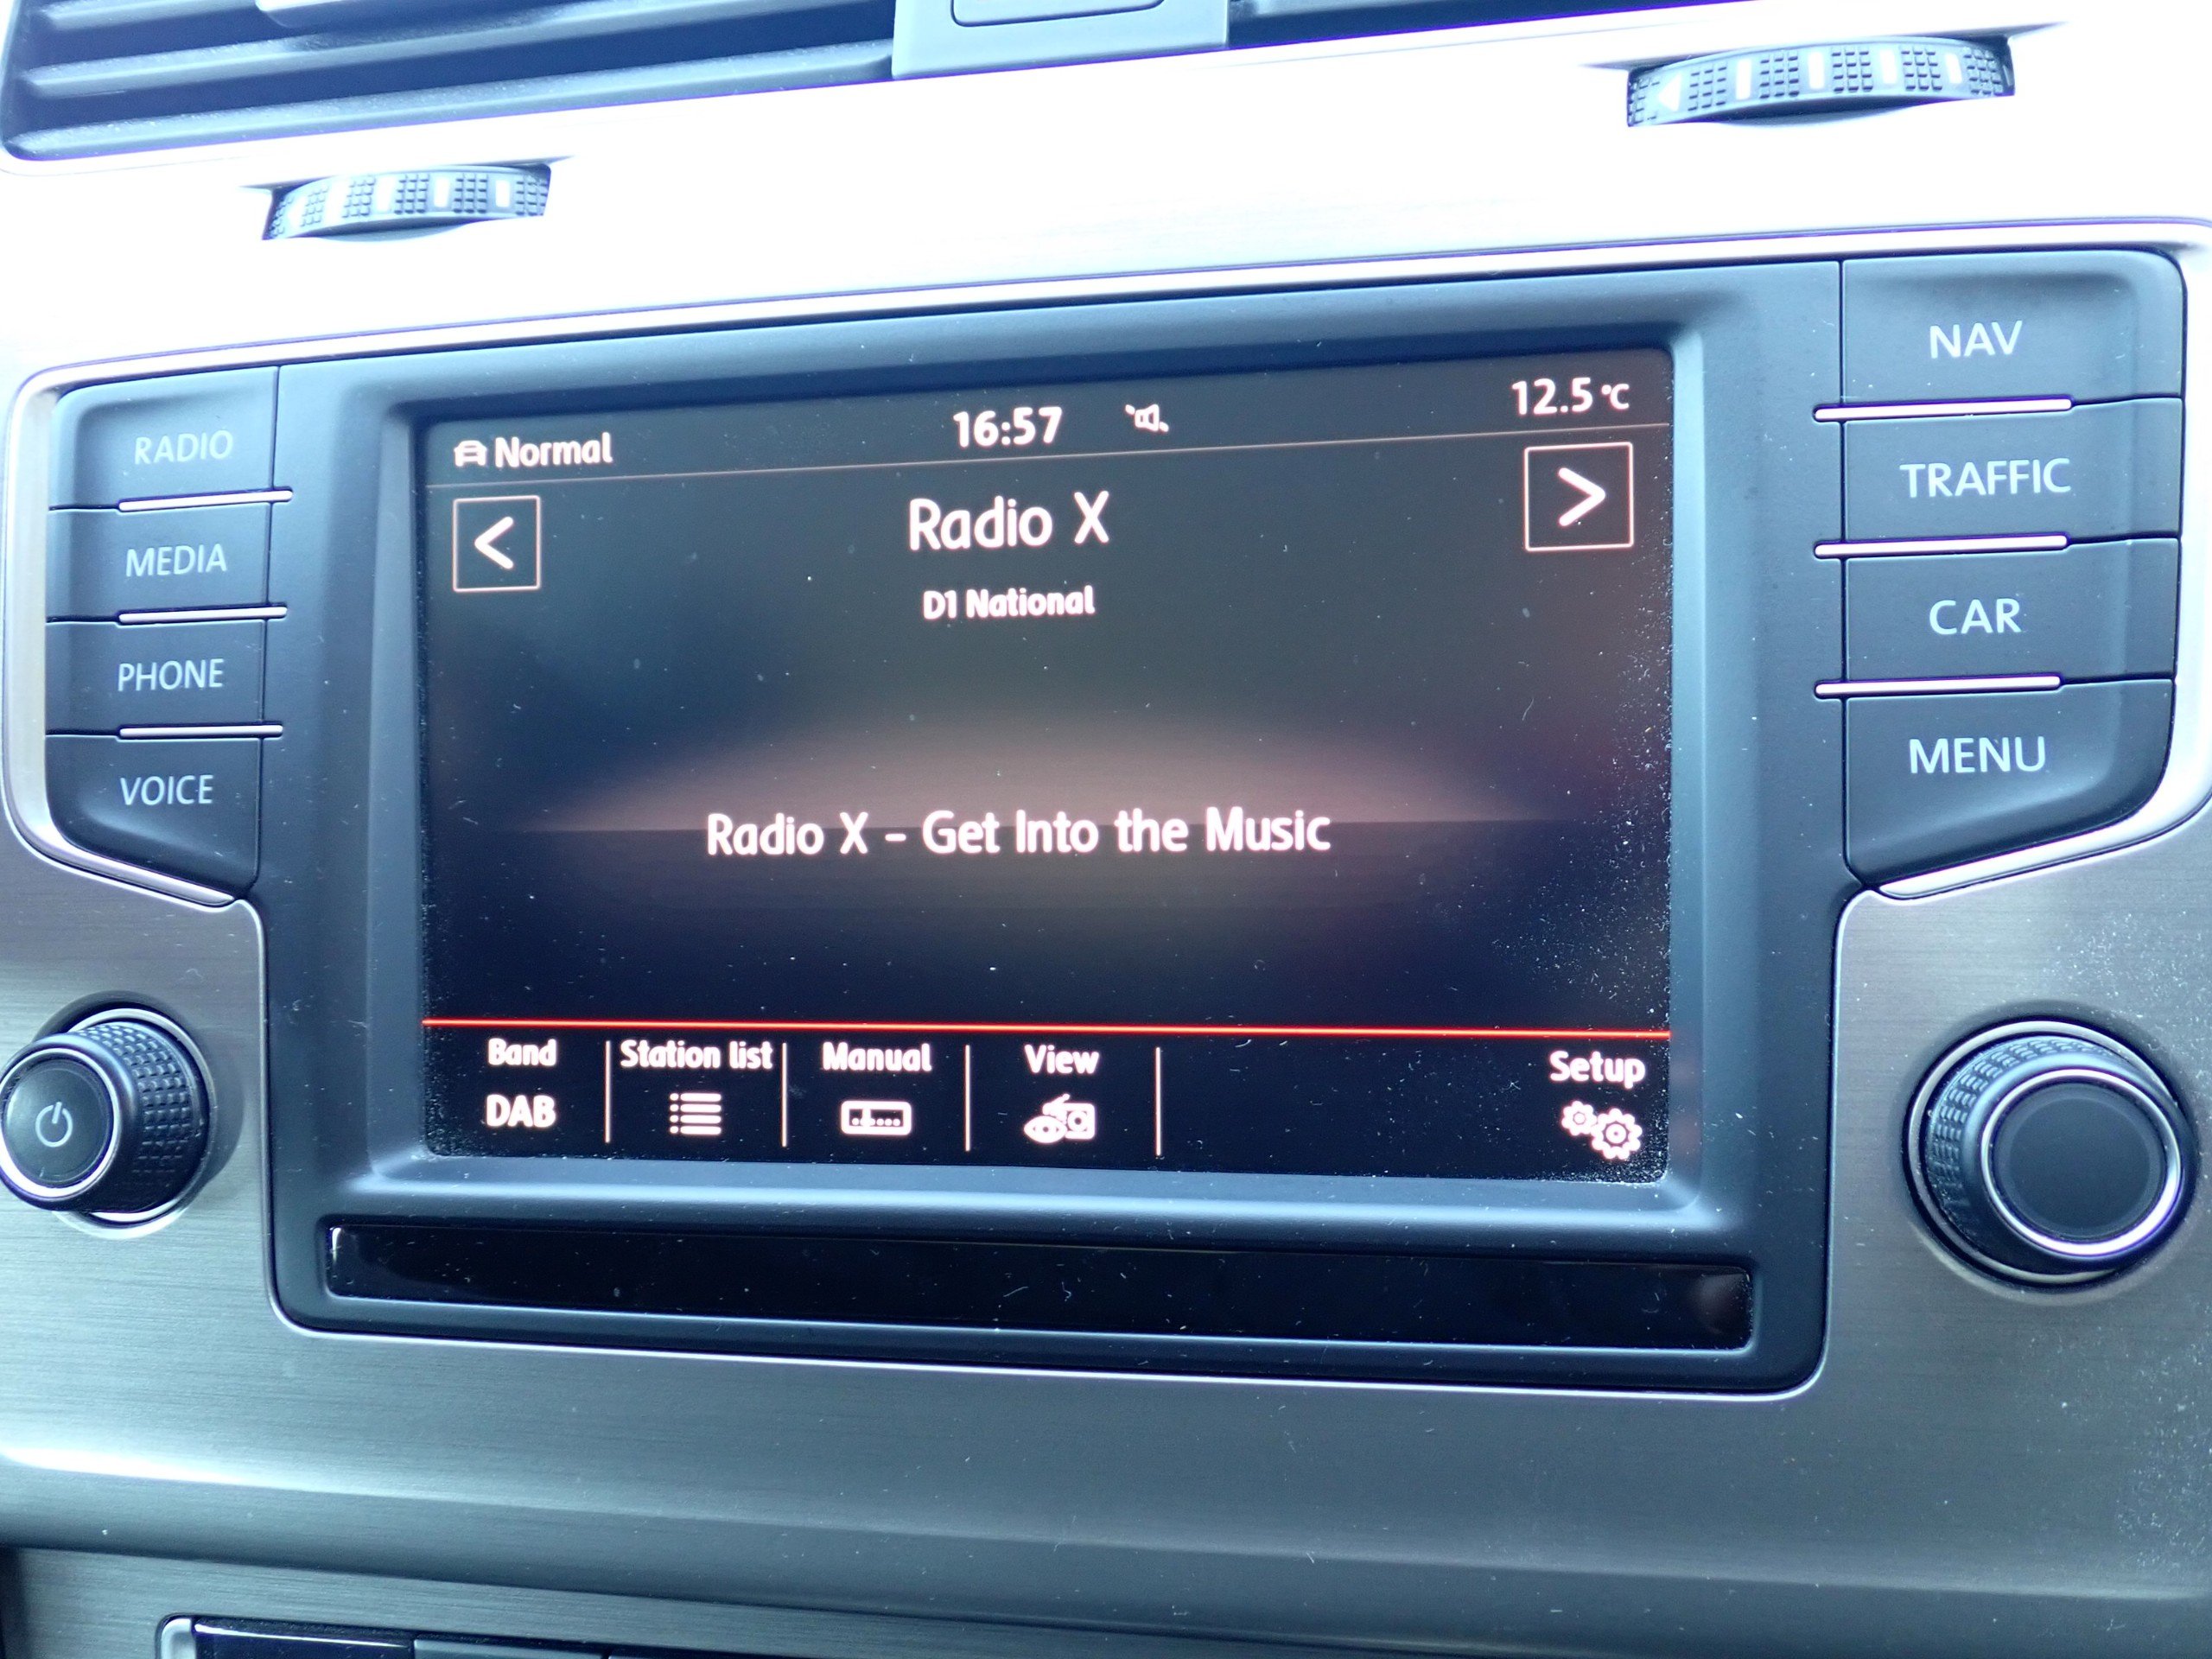 NAV
RADIO
TRAFFIC
MEDIA
CAR
PHONE
MENU
VOICE
Normal
16:57
12.5 °C
< Radio X >
D1 National
Radio X - Get Into the Music
Band
DAB
Station list
Manual
View
Setup